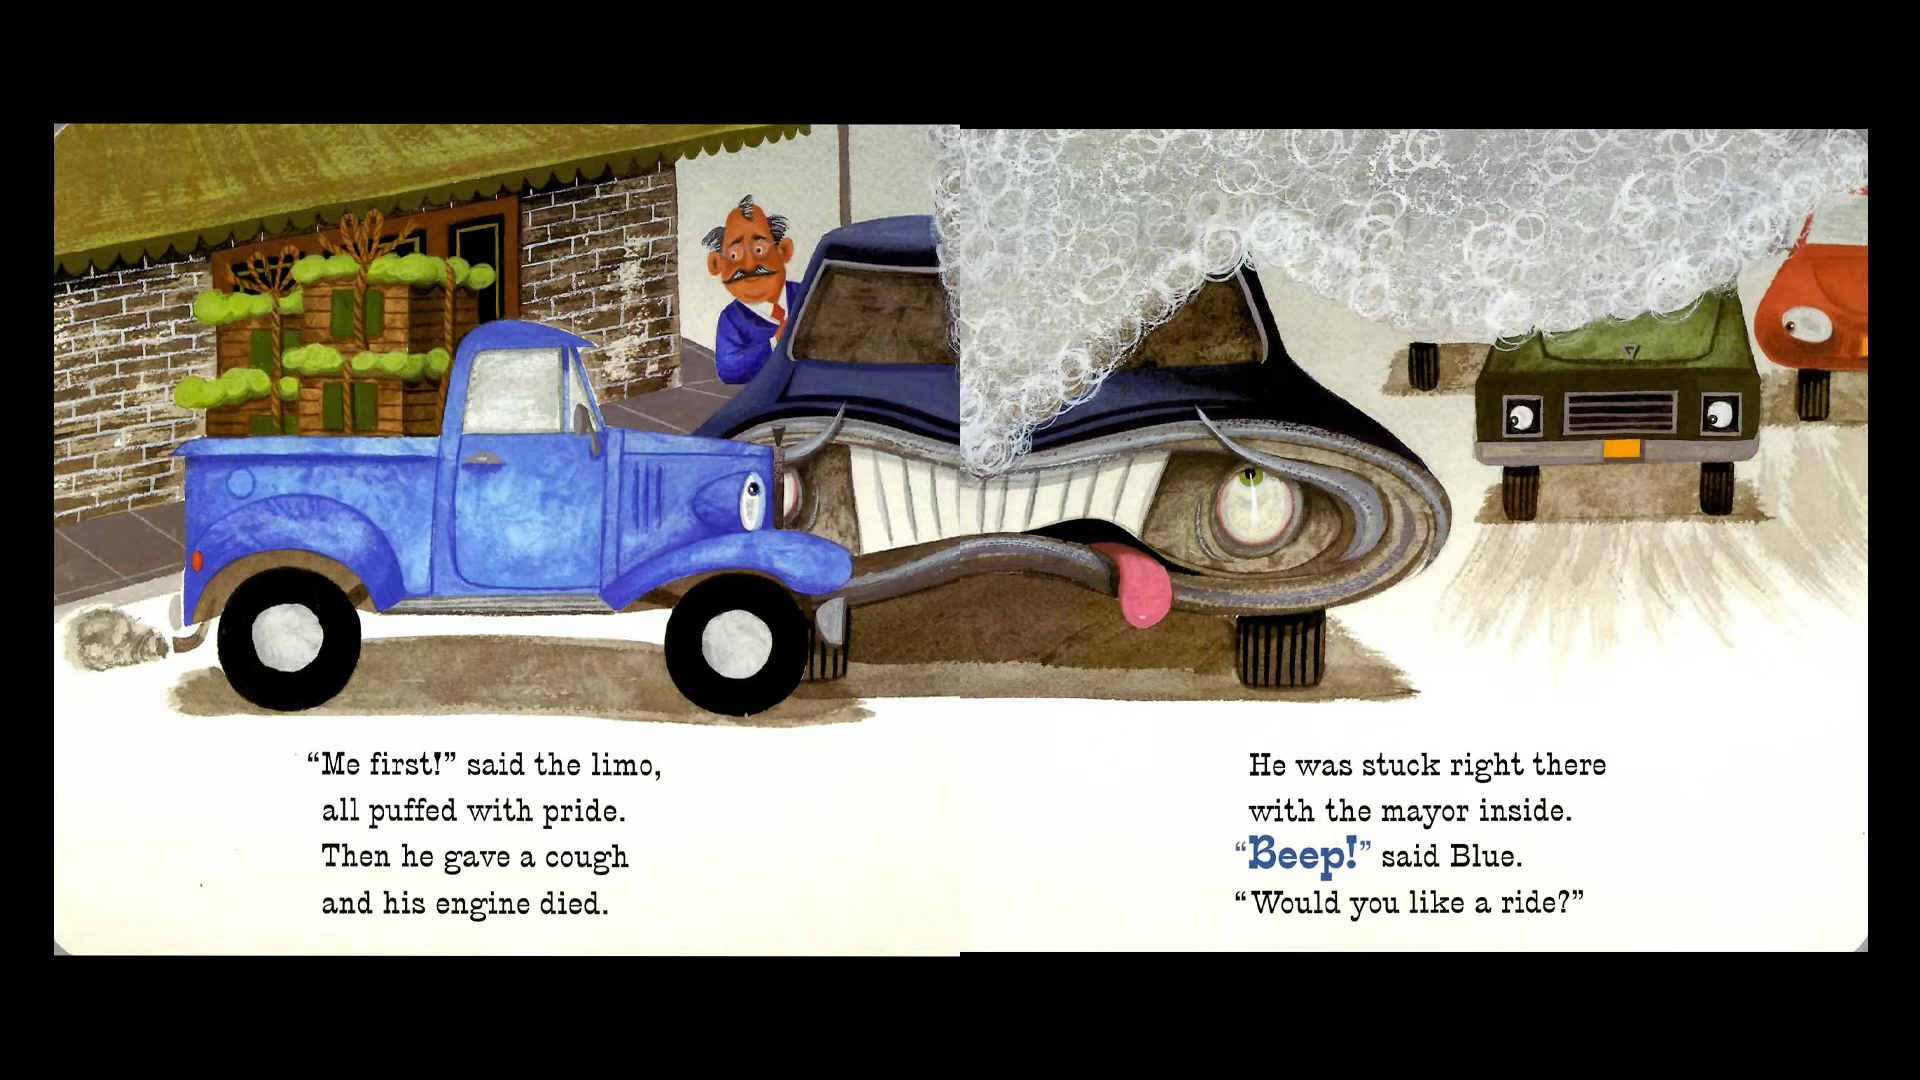 “Me first!” said the limo,
all puffed with pride.
Then he gave a cough
and his engine died.
He was stuck right there
with the mayor inside.
“Beep!” said Blue.
“Would you like a ride?”